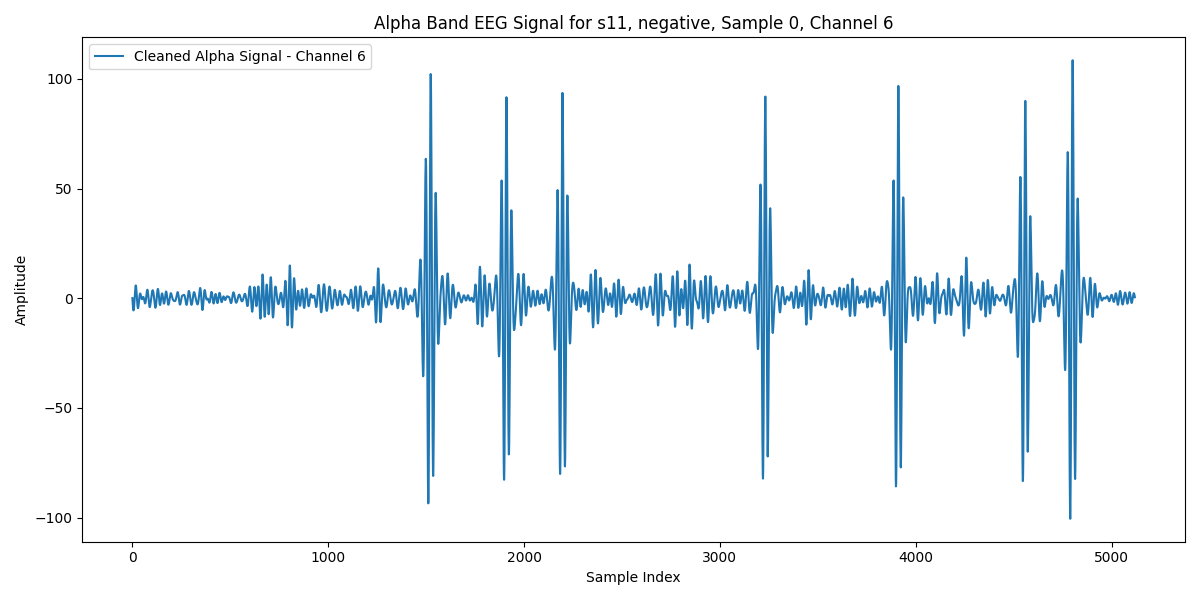 Alpha Band EEG Signal for s11, negative, Sample 0, Channel 6
Cleaned Alpha Signal - Channel 6
100
50
0
−50
−100
Amplitude
0 1000 2000 3000 4000 5000
Sample Index